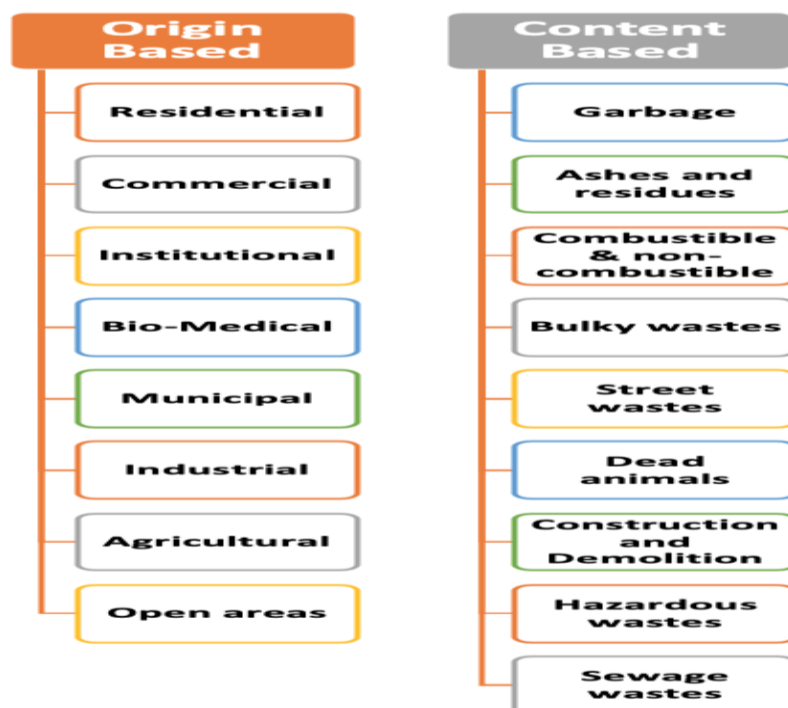 Origin
Based
Residential
Commercial
Institutional
Bio-Medical
Municipal
Industrial
Agricultural
Open areas
Content
Based
Garbage
Ashes and
residues
Combustible
& non-
combustible
Bulky wastes
Street
wastes
Dead
animals
Construction
and
Demolition
Hazardous
wastes
Sewage
wastes